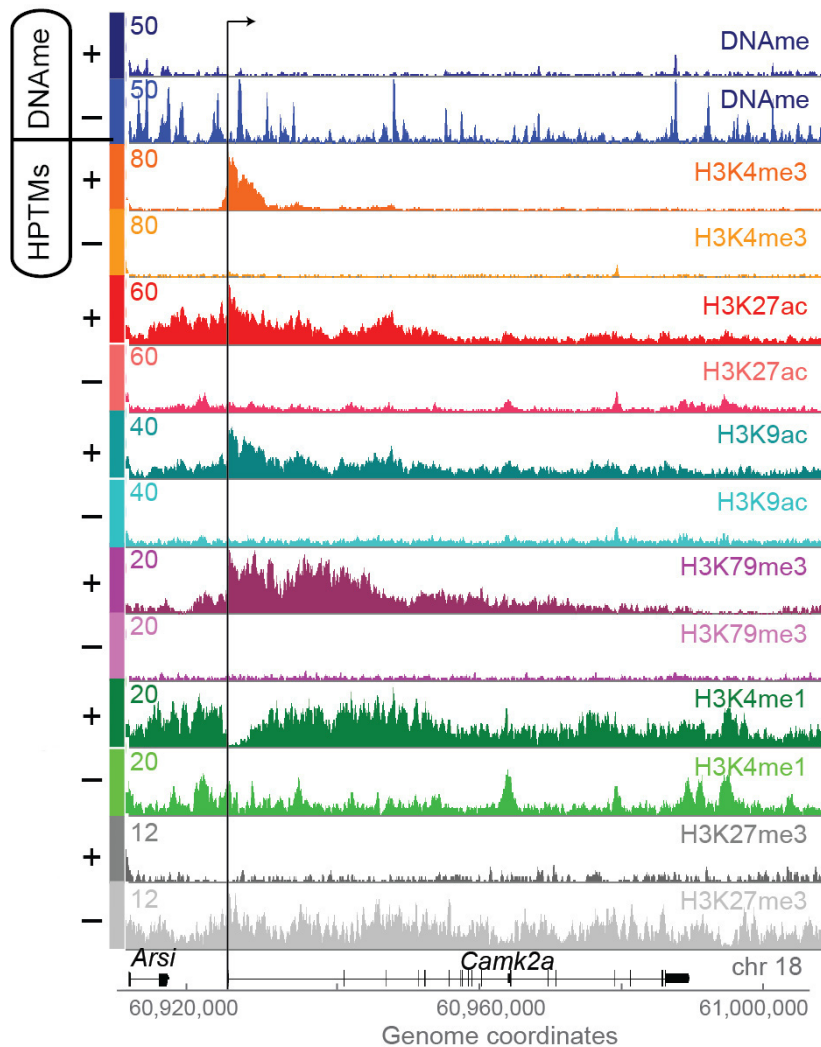 DNAme
HPTMs
+
50
DNAme
−
50
DNAme
+
80
H3K4me3
−
80
H3K4me3
+
60
H3K27ac
−
60
H3K27ac
+
40
H3K9ac
−
40
H3K9ac
+
20
H3K79me3
−
20
H3K79me3
+
20
H3K4me1
−
20
H3K4me1
+
12
H3K27me3
−
12
H3K27me3
Arsi
Camk2a
chr 18
60,920,000
60,960,000
61,000,000
Genome coordinates